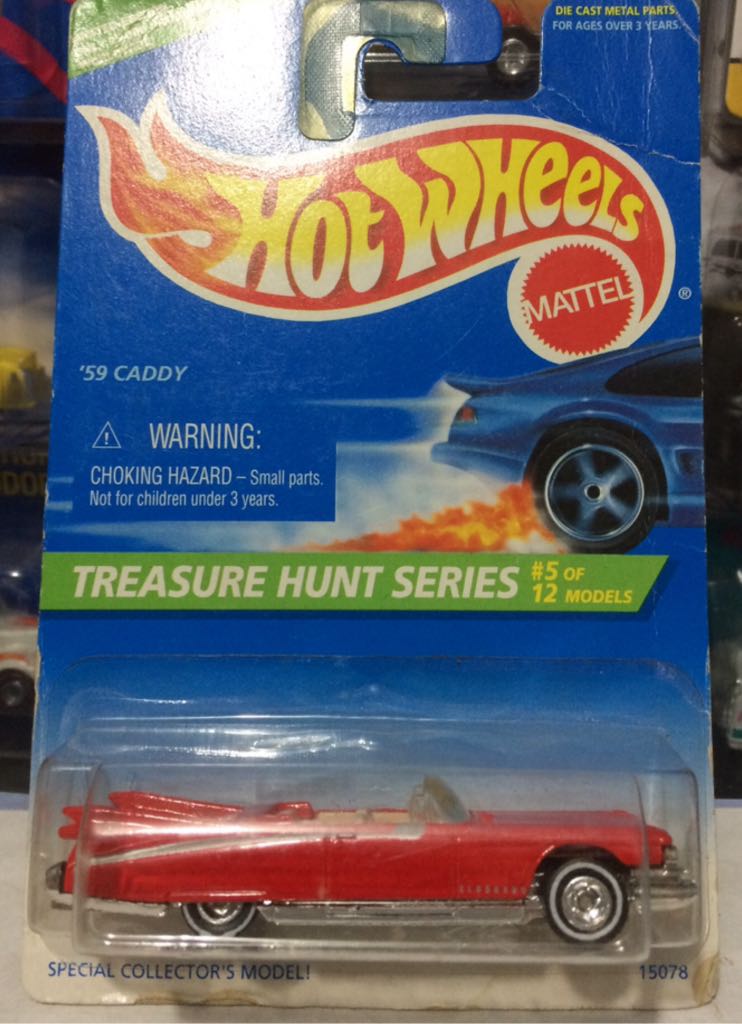 DIE CAST METAL PARTS.
FOR AGES OVER 3 YEARS.
HOT WHEELS
MATTEL
®
'59 CADDY
WARNING:
CHOKING HAZARD – Small parts.
Not for children under 3 years.
TREASURE HUNT SERIES #5 OF
12 MODELS
ELDORADO
SPECIAL COLLECTOR'S MODEL!
15078